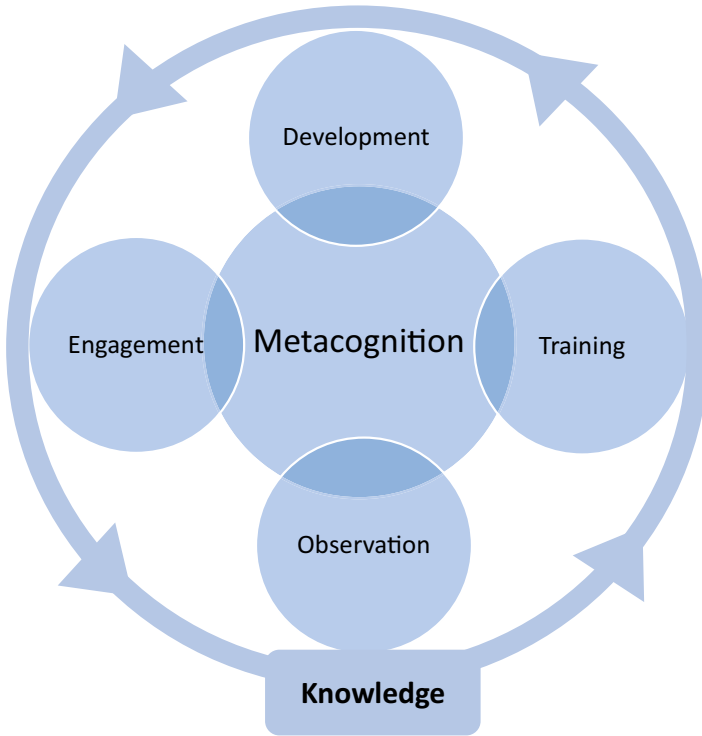 Development
Engagement
Metacognition
Training
Observation
Knowledge